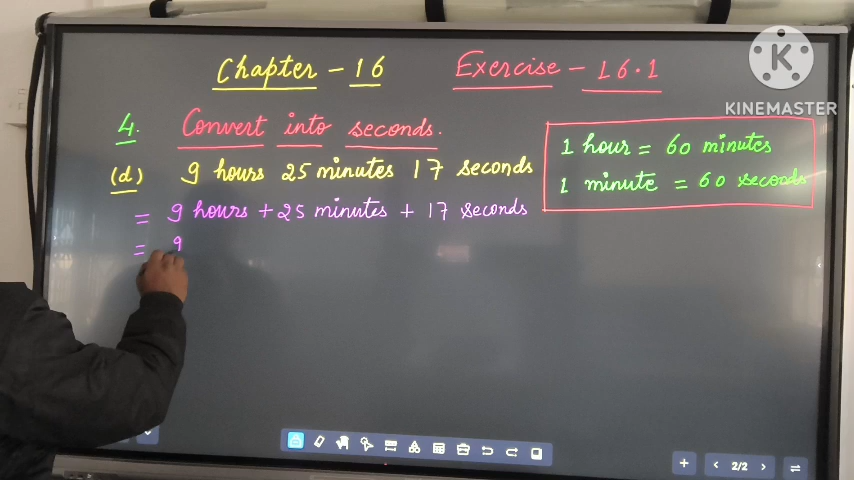 Chapter - 16 Exercise - 16.1
KINEMASTER
4. Convert into seconds.
1 hour = 60 minutes
(d) 9 hours 25 minutes 17 seconds
1 minute = 60 seconds
= 9 hours + 25 minutes + 17 seconds
= 9
2/2